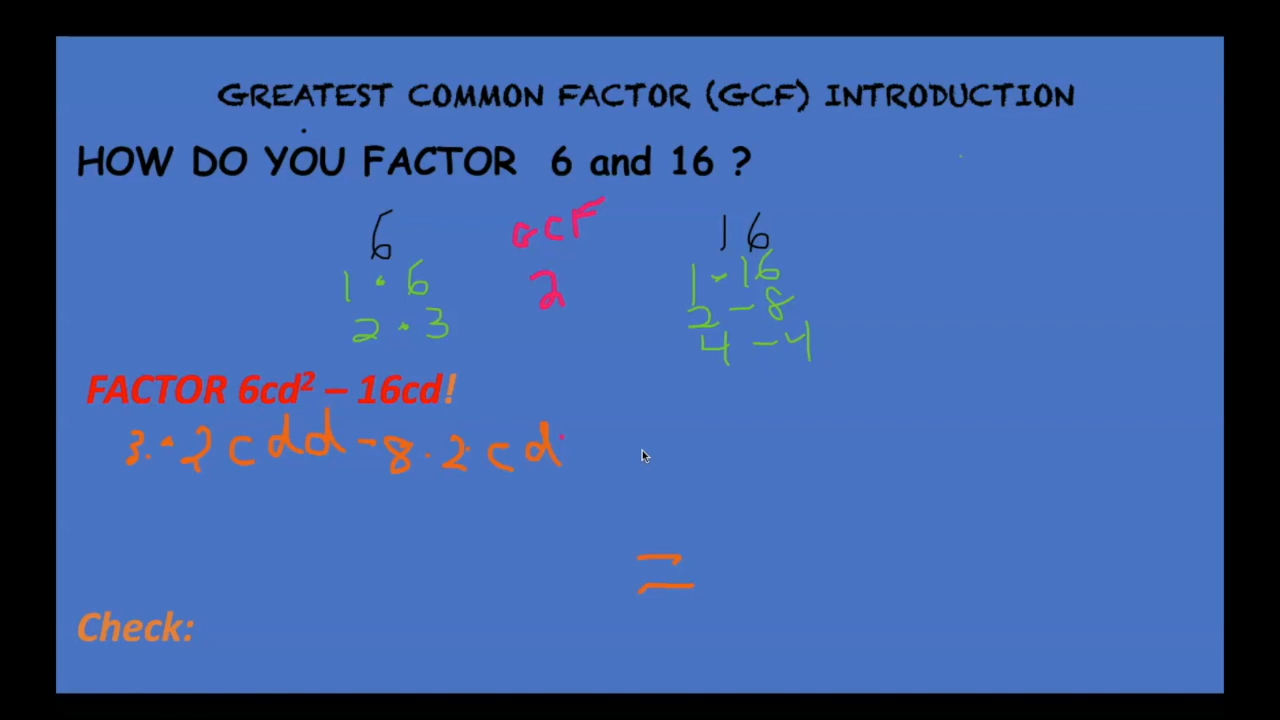 GREATEST COMMON FACTOR (GCF) INTRODUCTION
HOW DO YOU FACTOR 6 and 16 ?
6 GCF 16
1 · 6 2 1 - 16
2 · 3 2 - 8
4 - 4
FACTOR 6cd² – 16cd!
3 · 2 c d d - 8 · 2 c d
=
Check: